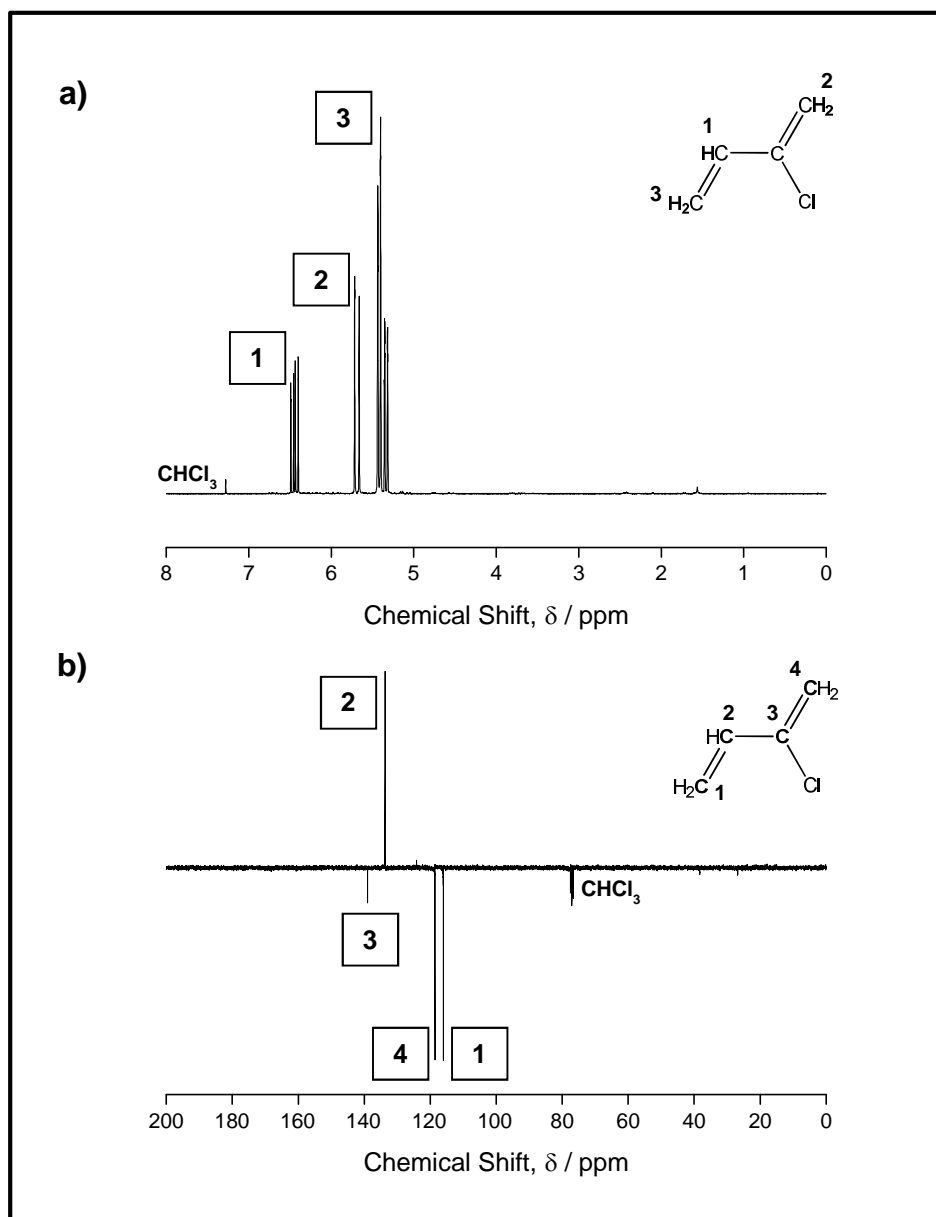 a)
2
CH₂
3
1
HC
C
3
H₂C
Cl
2
1
CHCl₃
8 7 6 5 4 3 2 1 0
Chemical Shift, δ / ppm
b)
4
CH₂
2
2
3
HC
C
H₂C
1
Cl
CHCl₃
3
4
1
200 180 160 140 120 100 80 60 40 20 0
Chemical Shift, δ / ppm